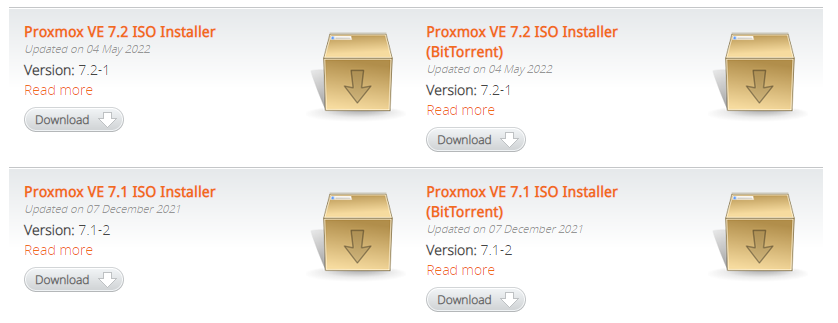 Proxmox VE 7.2 ISO Installer
Updated on 04 May 2022
Version: 7.2-1
Read more
Download
Proxmox VE 7.2 ISO Installer
(BitTorrent)
Updated on 04 May 2022
Version: 7.2-1
Read more
Download
Proxmox VE 7.1 ISO Installer
Updated on 07 December 2021
Version: 7.1-2
Read more
Download
Proxmox VE 7.1 ISO Installer
(BitTorrent)
Updated on 07 December 2021
Version: 7.1-2
Read more
Download